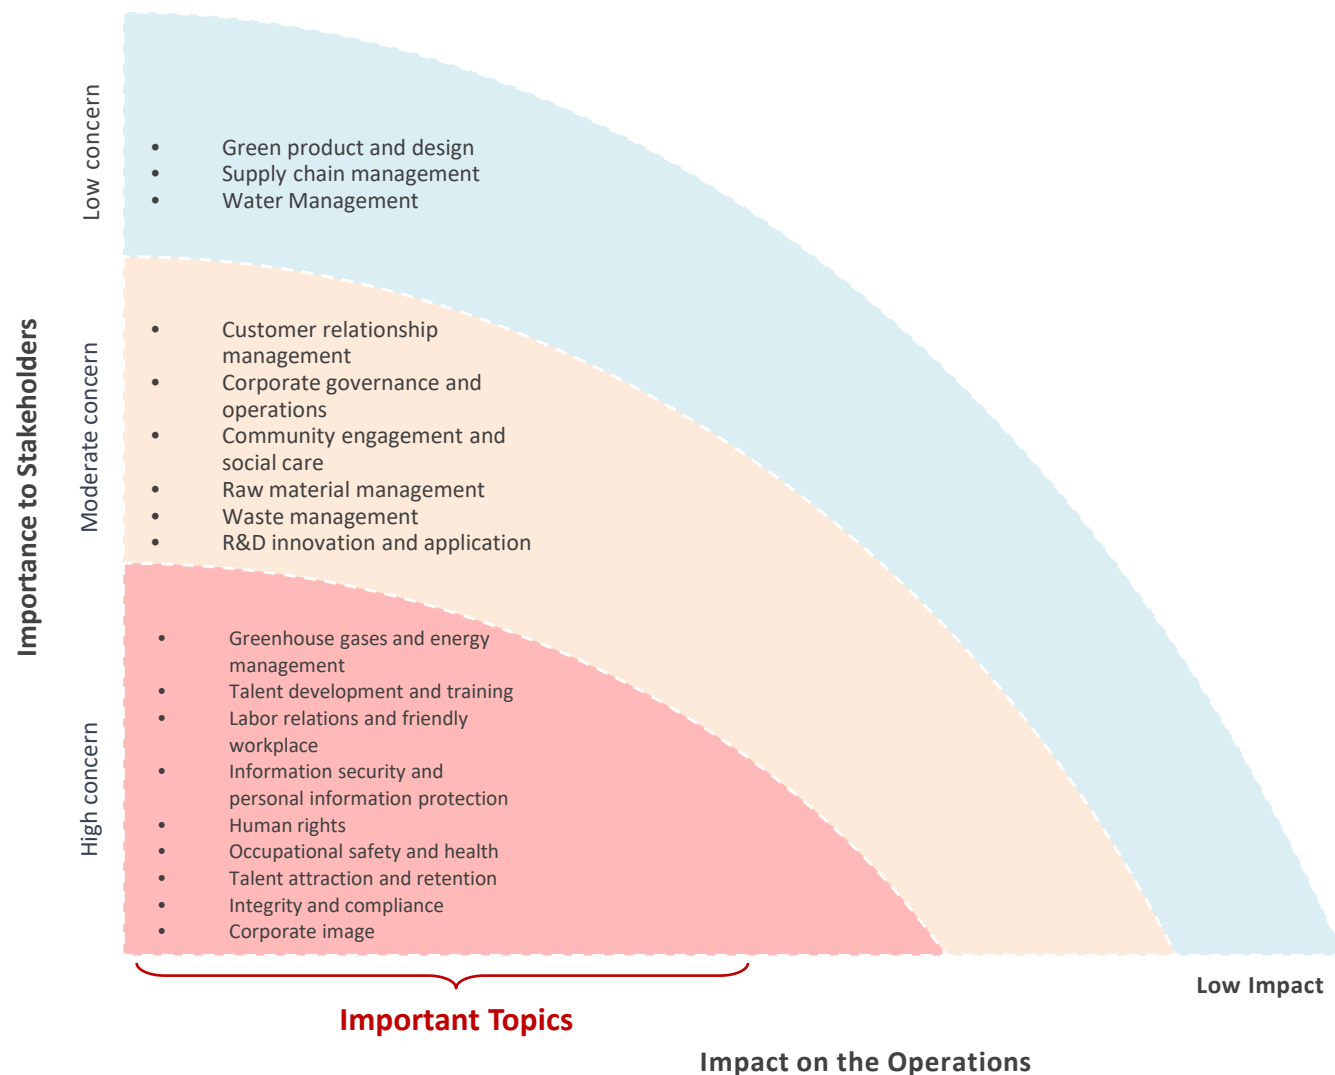 Importance to Stakeholders
Low concern
• Green product and design
• Supply chain management
• Water Management
Moderate concern
• Customer relationship
management
• Corporate governance and
operations
• Community engagement and
social care
• Raw material management
• Waste management
• R&D innovation and application
High concern
• Greenhouse gases and energy
management
• Talent development and training
• Labor relations and friendly
workplace
• Information security and
personal information protection
• Human rights
• Occupational safety and health
• Talent attraction and retention
• Integrity and compliance
• Corporate image
Low Impact
Important Topics
Impact on the Operations